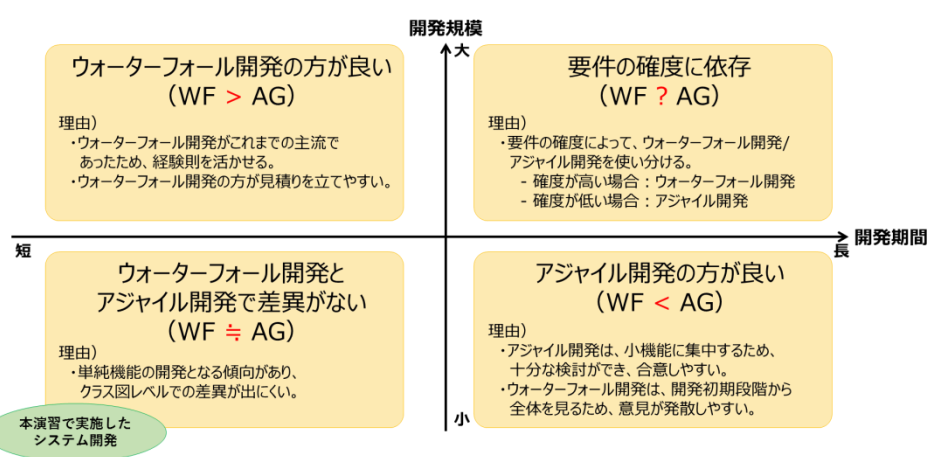 開発規模
大
ウォーターフォール開発の方が良い
（WF > AG）
理由）
・ウォーターフォール開発がこれまでの主流で
あったため、経験則を活かせる。
・ウォーターフォール開発の方が見積りを立てやすい。
要件の確度に依存
（WF ? AG）
理由）
・要件の確度によって、ウォーターフォール開発/
アジャイル開発を使い分ける。
- 確度が高い場合：ウォーターフォール開発
- 確度が低い場合：アジャイル開発
短
長
開発期間
ウォーターフォール開発と
アジャイル開発で差異がない
（WF ≒ AG）
理由）
・単純機能の開発となる傾向があり、
クラス図レベルでの差異が出にくい。
アジャイル開発の方が良い
（WF < AG）
理由）
・アジャイル開発は、小機能に集中するため、
十分な検討ができ、合意しやすい。
・ウォーターフォール開発は、開発初期段階から
全体を見るため、意見が発散しやすい。
小
本演習で実施した
システム開発